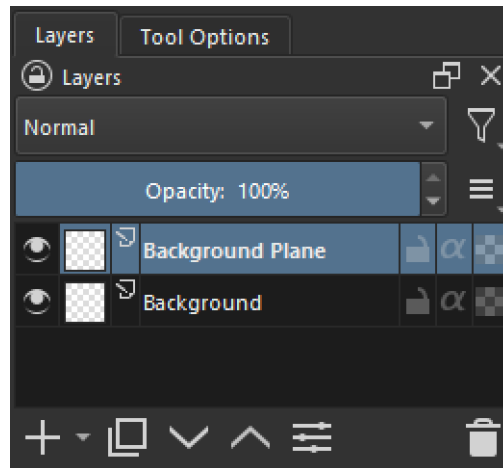 Layers
Tool Options
Layers
Normal
Opacity: 100%
Background Plane
α
Background
α